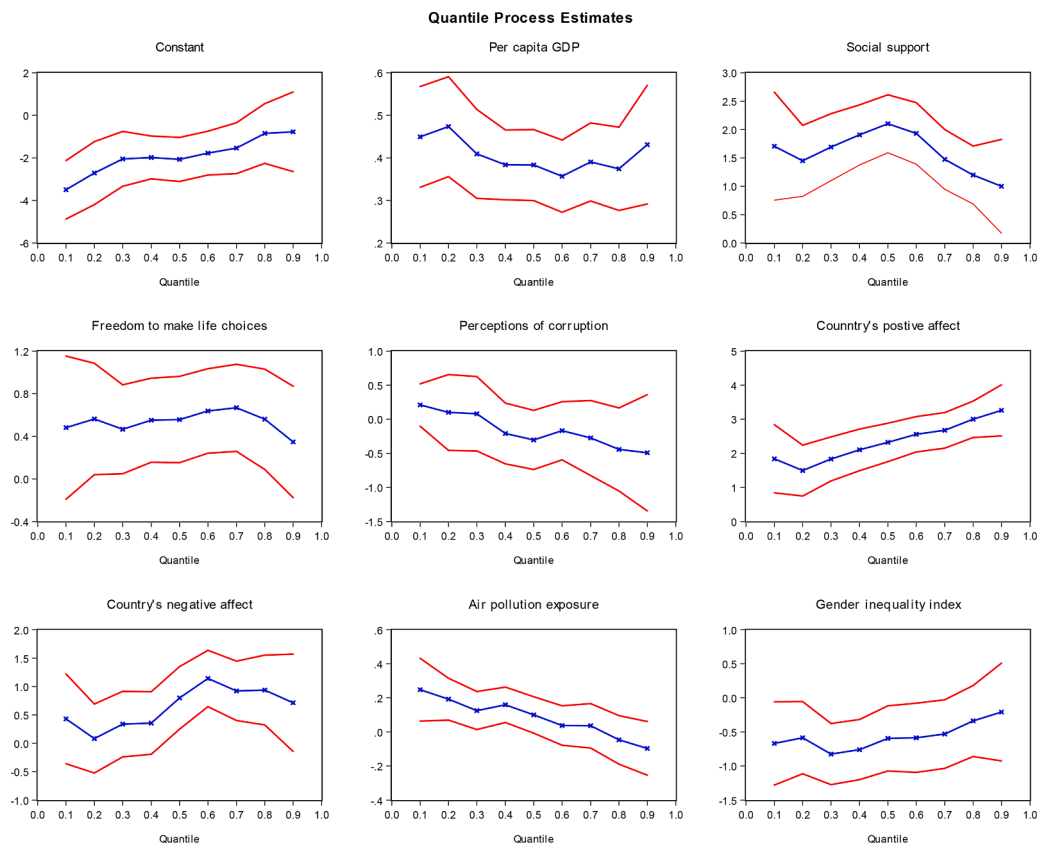 Quantile Process Estimates
Constant
2
0
-2
-4
-6
0.0 0.1 0.2 0.3 0.4 0.5 0.6 0.7 0.8 0.9 1.0
Quantile
Per capita GDP
.6
.5
.4
.3
.2
0.0 0.1 0.2 0.3 0.4 0.5 0.6 0.7 0.8 0.9 1.0
Quantile
Social support
3.0
2.5
2.0
1.5
1.0
0.5
0.0
0.0 0.1 0.2 0.3 0.4 0.5 0.6 0.7 0.8 0.9 1.0
Quantile
Freedom to make life choices
1.2
0.8
0.4
0.0
-0.4
0.0 0.1 0.2 0.3 0.4 0.5 0.6 0.7 0.8 0.9 1.0
Quantile
Perceptions of corruption
1.0
0.5
0.0
-0.5
-1.0
-1.5
0.0 0.1 0.2 0.3 0.4 0.5 0.6 0.7 0.8 0.9 1.0
Quantile
Counntry's postive affect
5
4
3
2
1
0
0.0 0.1 0.2 0.3 0.4 0.5 0.6 0.7 0.8 0.9 1.0
Quantile
Country's negative affect
2.0
1.5
1.0
0.5
0.0
-0.5
-1.0
0.0 0.1 0.2 0.3 0.4 0.5 0.6 0.7 0.8 0.9 1.0
Quantile
Air pollution exposure
.6
.4
.2
.0
-.2
-.4
0.0 0.1 0.2 0.3 0.4 0.5 0.6 0.7 0.8 0.9 1.0
Quantile
Gender inequality index
1.0
0.5
0.0
-0.5
-1.0
-1.5
0.0 0.1 0.2 0.3 0.4 0.5 0.6 0.7 0.8 0.9 1.0
Quantile